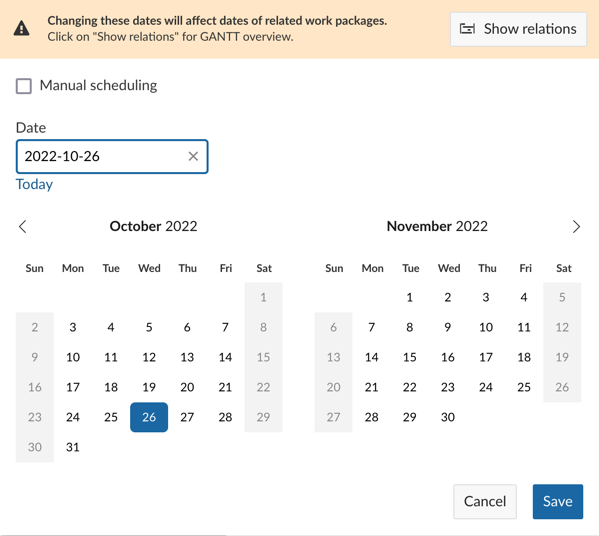 Changing these dates will affect dates of related work packages.
Click on "Show relations" for GANTT overview.
Show relations
Manual scheduling
Date
2022-10-26
Today
October 2022
Sun Mon Tue Wed Thu Fri Sat
1
2 3 4 5 6 7 8
9 10 11 12 13 14 15
16 17 18 19 20 21 22
23 24 25 26 27 28 29
30 31
November 2022
Sun Mon Tue Wed Thu Fri Sat
1 2 3 4 5
6 7 8 9 10 11 12
13 14 15 16 17 18 19
20 21 22 23 24 25 26
27 28 29 30
Cancel
Save